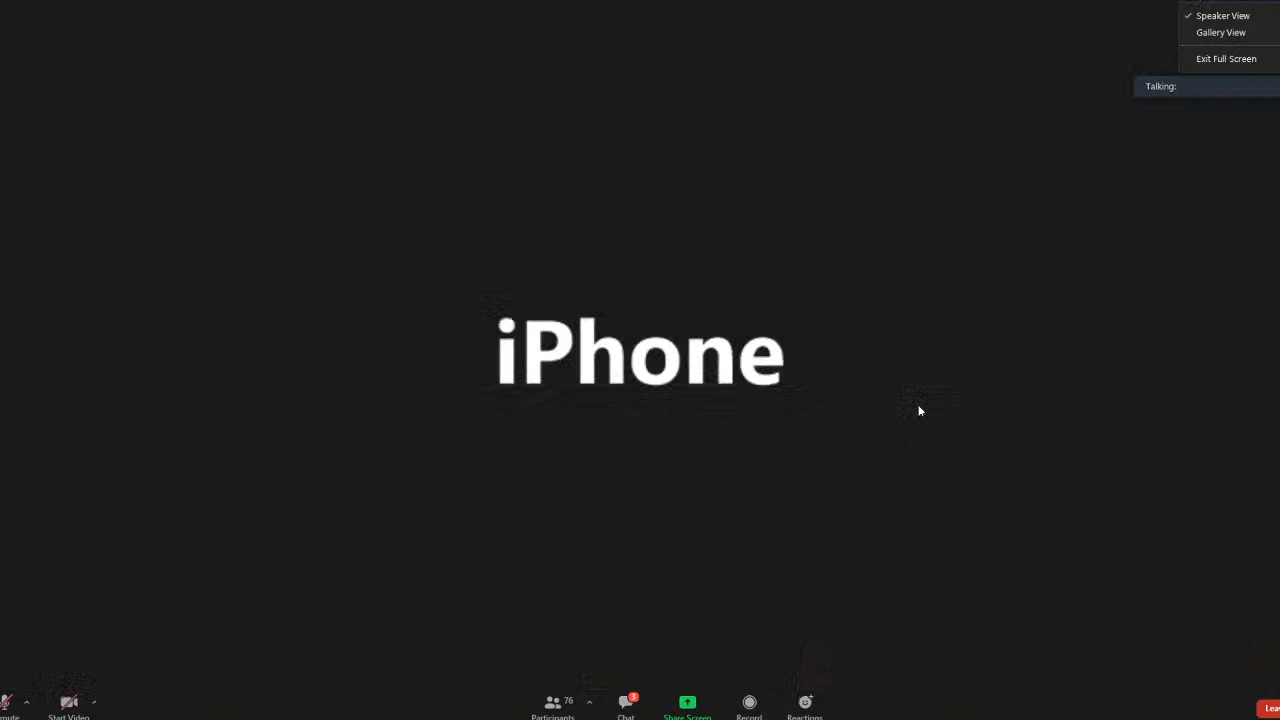 Speaker View
Gallery View
Exit Full Screen
Talking:
iPhone
76
3
Start Video
Participants
Chat
Share Screen
Record
Reactions